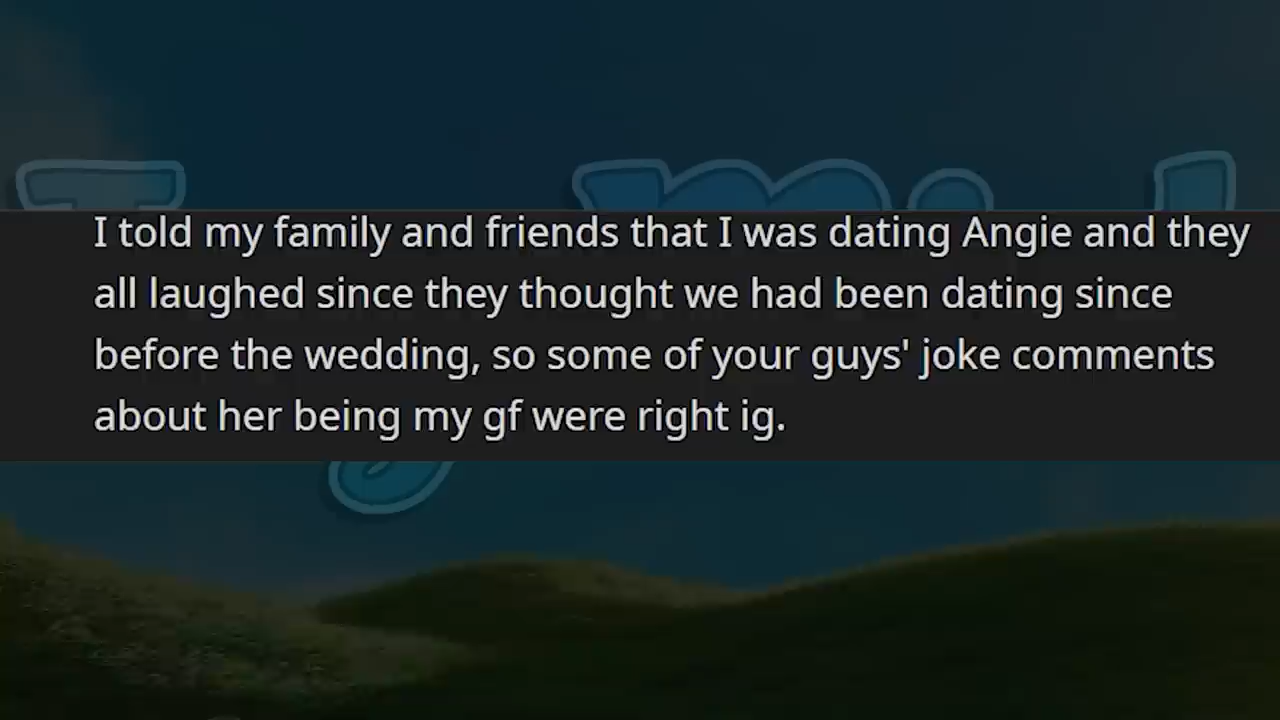 I told my family and friends that I was dating Angie and they
all laughed since they thought we had been dating since
before the wedding, so some of your guys' joke comments
about her being my gf were right ig.